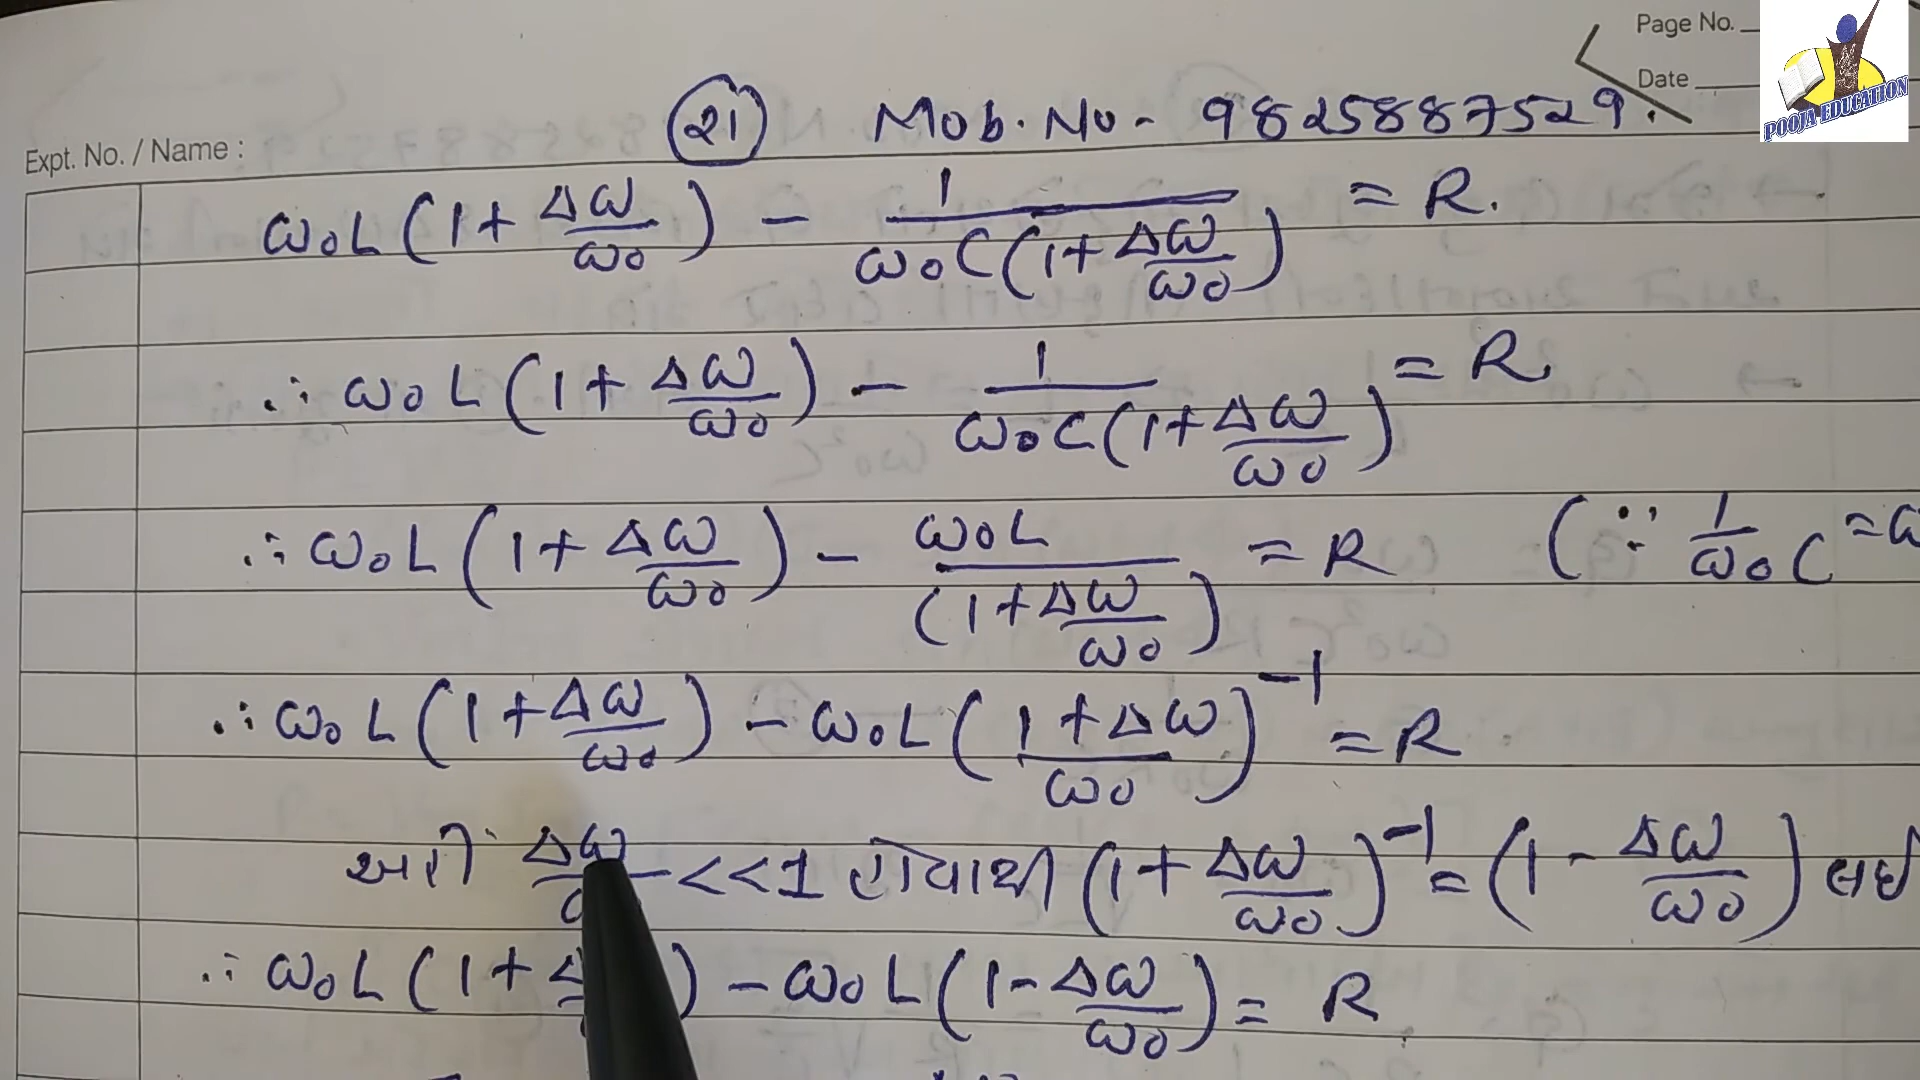 Page No.
Date
POOJA EDUCATION
(21) Mob. No - 9825887529.
Expt. No. / Name :
ω₀L(1 + Δω/ω₀) - 1/(ω₀C(1 + Δω/ω₀)) = R.
∴ ω₀L(1 + Δω/ω₀) - 1/(ω₀C(1 + Δω/ω₀)) = R
∴ ω₀L(1 + Δω/ω₀) - ω₀L/(1 + Δω/ω₀) = R (∵ 1/ω₀C = ω
∴ ω₀L(1 + Δω/ω₀) - ω₀L((1 + Δω)/ω₀)⁻¹ = R
અહીં Δω << 1 હોવાથી (1 + Δω/ω₀)⁻¹ = (1 - Δω/ω₀) લઈ
∴ ω₀L(1 + Δ ) - ω₀L(1 - Δω/ω₀) = R